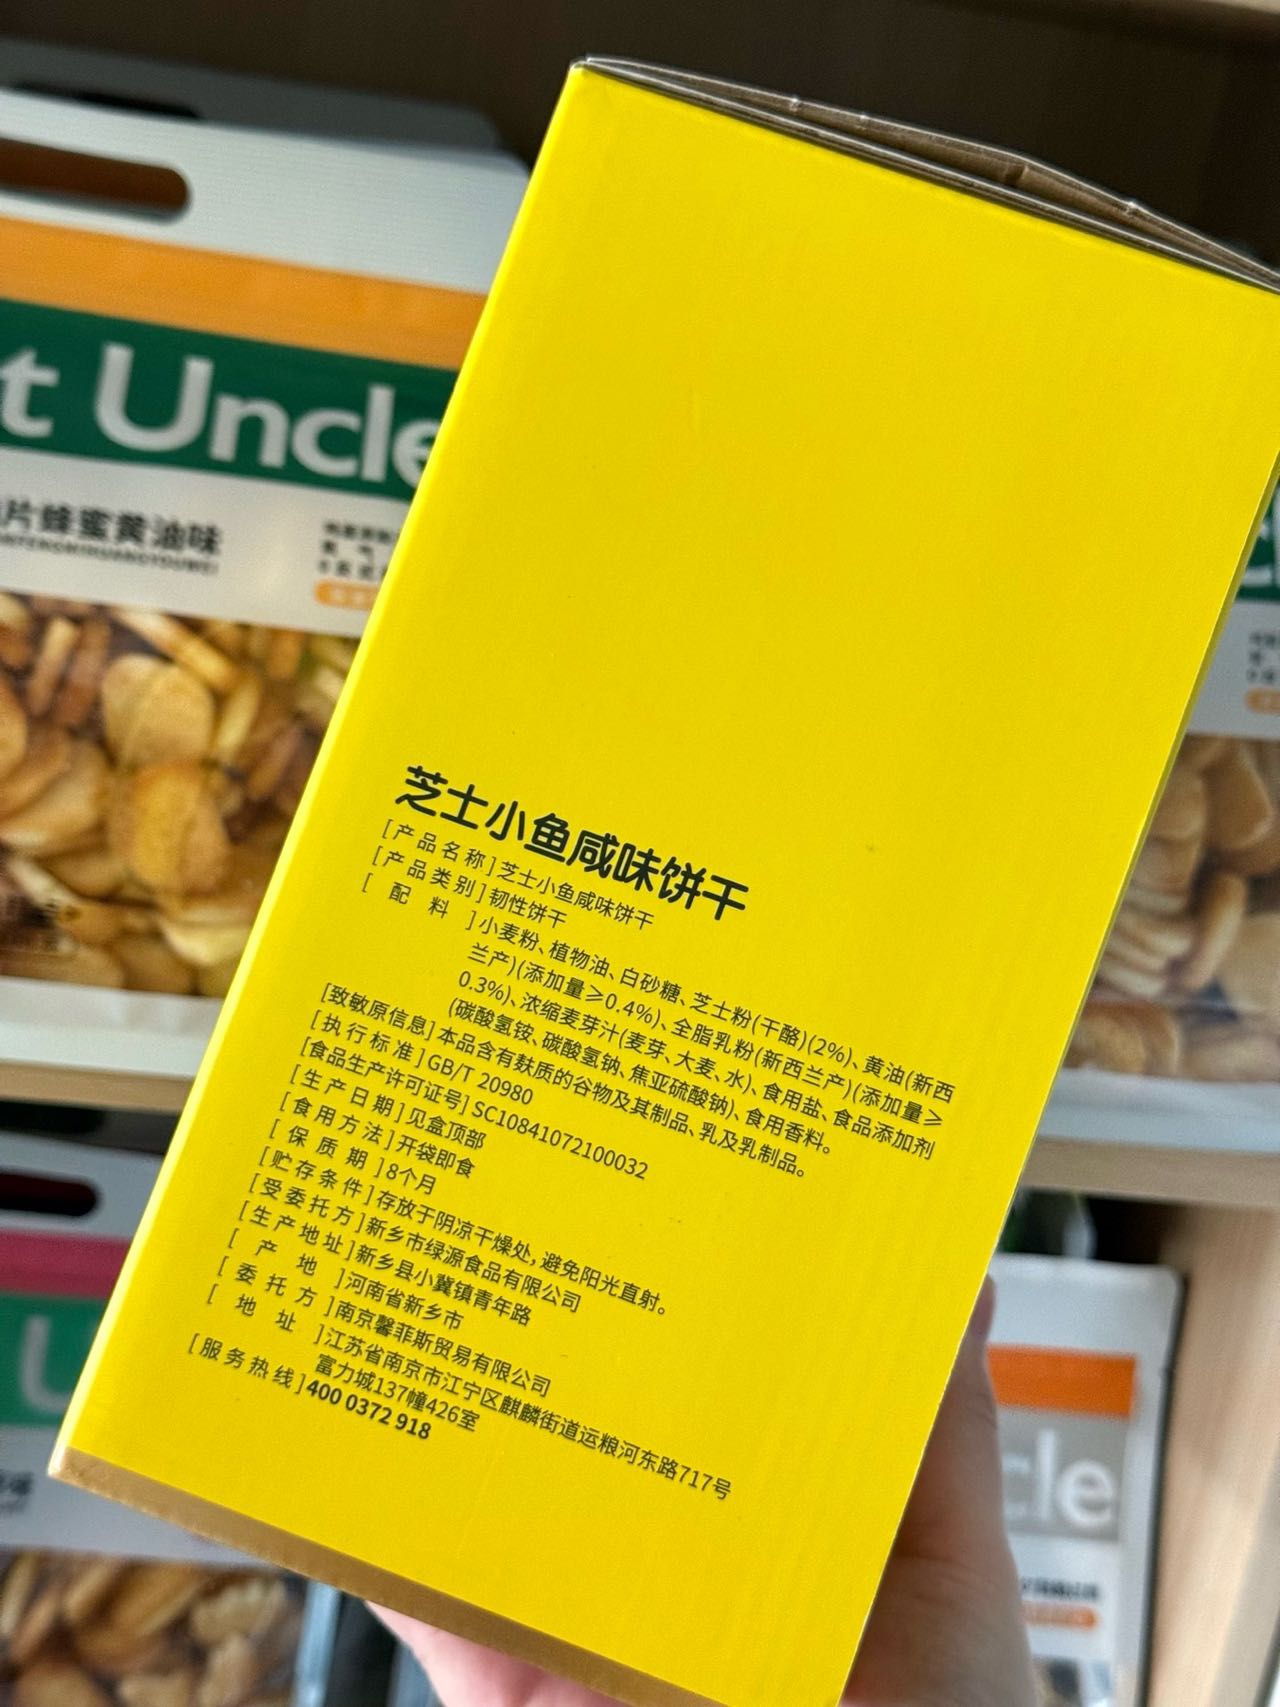 t Uncle
片蜂蜜黄油味
芝士小鱼咸味饼干
[产品名称]芝士小鱼咸味饼干
[产品类别]韧性饼干
[配料]小麦粉、植物油、白砂糖、芝士粉(干酪)(2%)、黄油(新西
兰产)(添加量≥0.4%)、全脂乳粉(新西兰产)(添加量≥
0.3%)、浓缩麦芽汁(麦芽、大麦、水)、食用盐、食品添加剂
(碳酸氢铵、碳酸氢钠、焦亚硫酸钠)、食用香料。
[致敏原信息]本品含有麸质的谷物及其制品、乳及乳制品。
[执行标准]GB/T 20980
[食品生产许可证号]SC10841072100032
[生产日期]见盒顶部
[食用方法]开袋即食
[保质期]8个月
[贮存条件]存放于阴凉干燥处,避免阳光直射。
[受委托方]新乡市绿源食品有限公司
[生产地址]新乡县小冀镇青年路
[产地]河南省新乡市
[委托方]南京馨菲斯贸易有限公司
[地址]江苏省南京市江宁区麒麟街道运粮河东路717号
富力城137幢426室
[服务热线]400 0372 918
U
cle